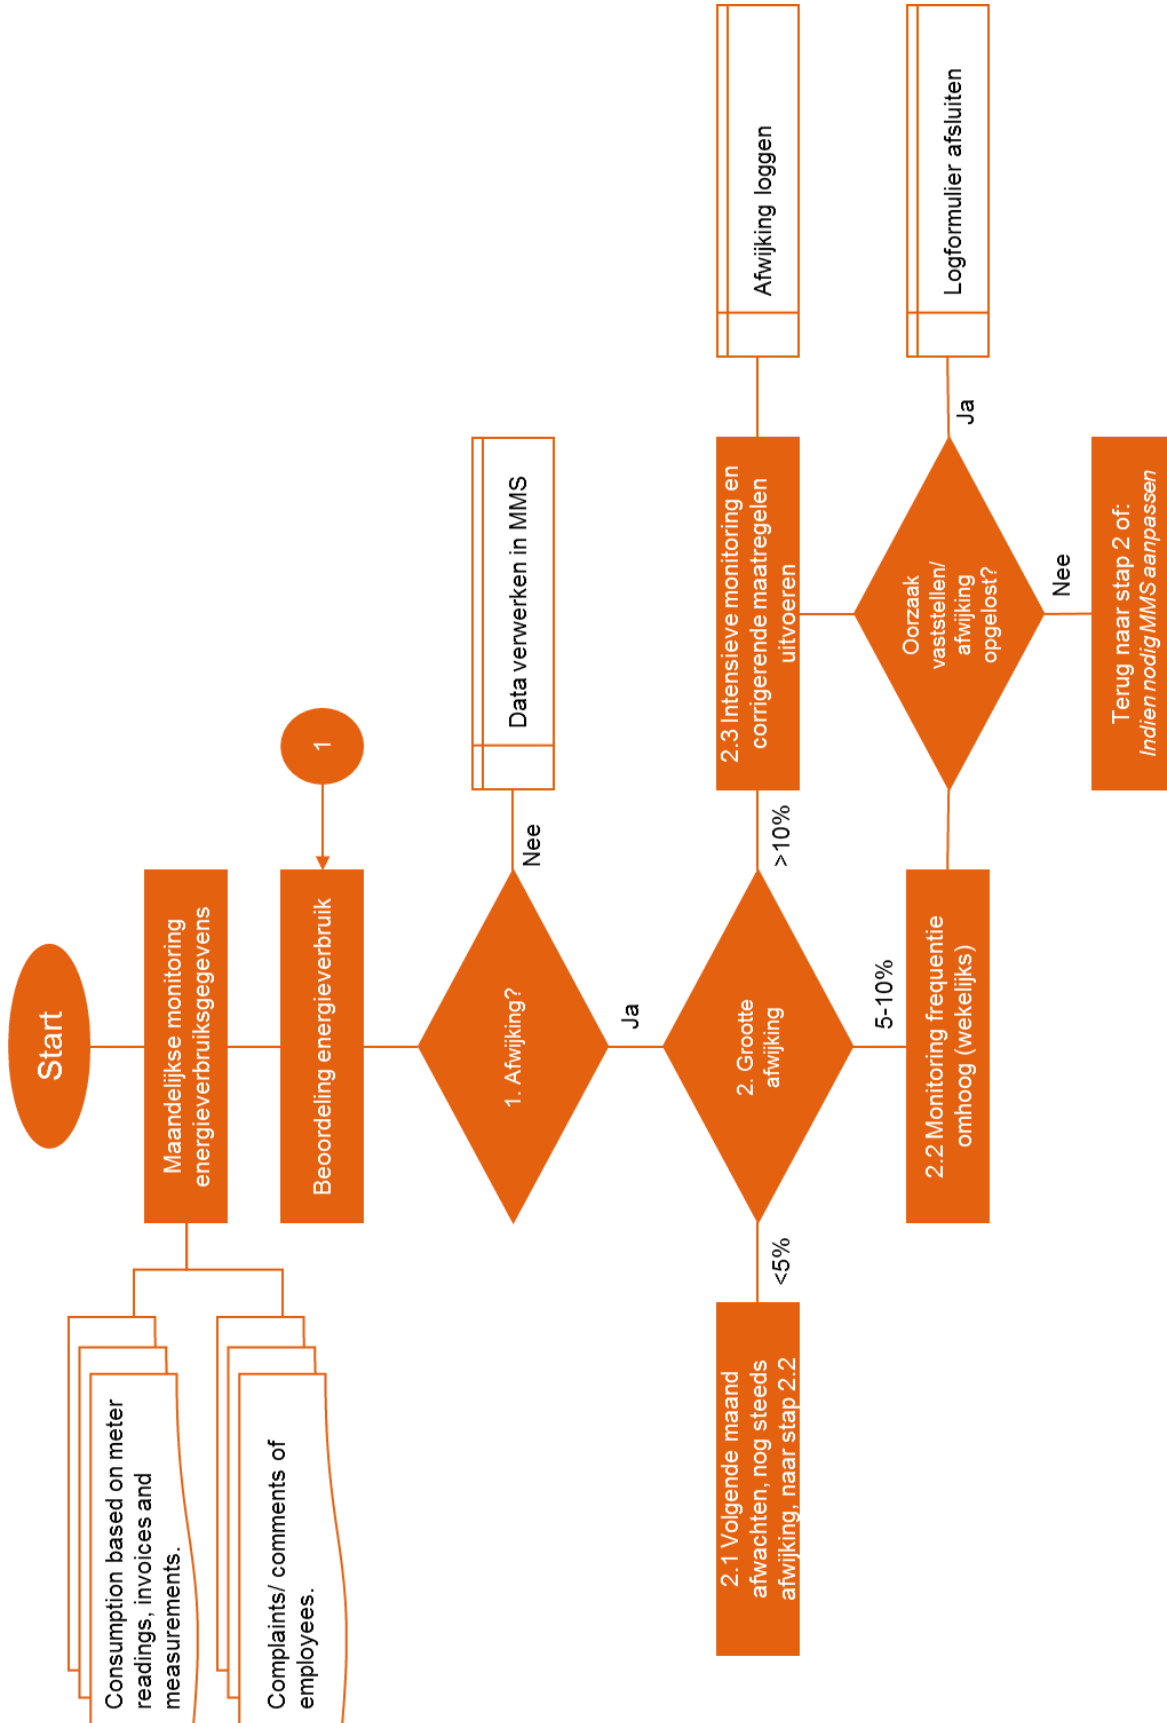 Start
Consumption based on meter
readings, invoices and
measurements.
Complaints/ comments of
employees.
Maandelijkse monitoring
energieverbruiksgegevens
Beoordeling energieverbruik
1
1. Afwijking?
Nee
Data verwerken in MMS
Ja
2. Grootte
afwijking
<5%
2.1 Volgende maand
afwachten, nog steeds
afwijking, naar stap 2.2
>10%
2.3 Intensieve monitoring en
corrigerende maatregelen
uitvoeren
Afwijking loggen
5-10%
2.2 Monitoring frequentie
omhoog (wekelijks)
Oorzaak
vaststellen/
afwijking
opgelost?
Ja
Logformulier afsluiten
Nee
Terug naar stap 2 of:
Indien nodig MMS aanpassen